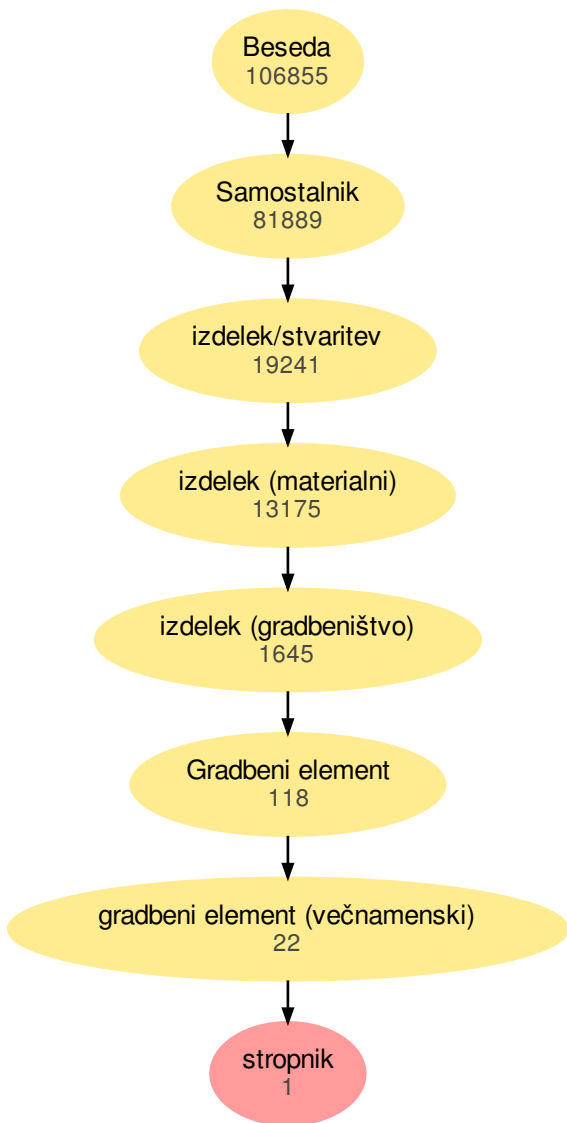 Beseda
106855
Samostalnik
81889
izdelek/stvaritev
19241
izdelek (materialni)
13175
izdelek (gradbeništvo)
1645
Gradbeni element
118
gradbeni element (večnamenski)
22
stropnik
1